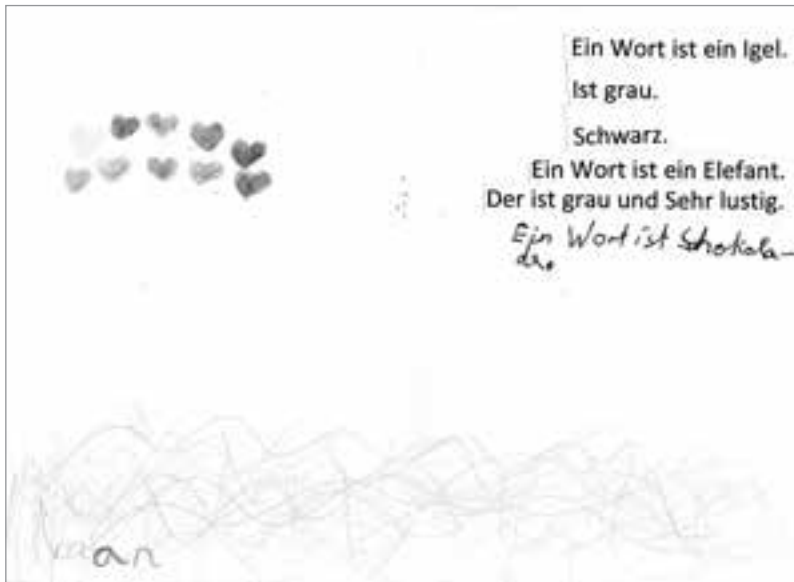 Ein Wort ist ein Igel.
Ist grau.
Schwarz.
Ein Wort ist ein Elefant.
Der ist grau und Sehr lustig.
Ein Wort ist Schokola-
de.